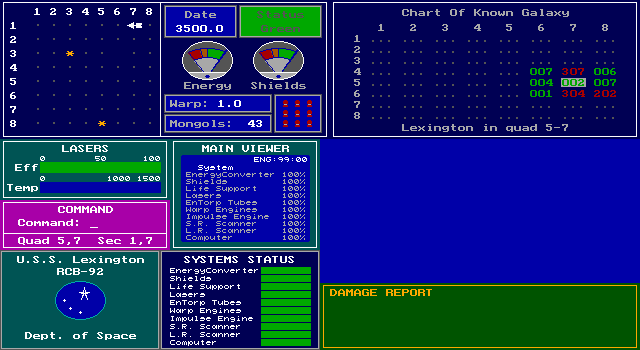 1 2 3 4 5 6 7 8
1
2
3
4
5
6
7
8
Date
3500.0
Status
Green
Energy Shields
Warp: 1.0
Mongols: 43
Chart Of Known Galaxy
1 2 3 4 5 6 7 8
1 ... ... ... ... ... ... ... ...
2 ... ... ... ... ... ... ... ...
3 ... ... ... ... ... ... ... ...
4 ... ... ... ... ... 007 307 006
5 ... ... ... ... ... 004 002 007
6 ... ... ... ... ... 001 304 202
7 ... ... ... ... ... ... ... ...
8 ... ... ... ... ... ... ... ...
Lexington in quad 5-7
LASERS
0 50 100
Eff
0 1000 1500
Temp
MAIN VIEWER
ENG:99:00
System
EnergyConverter 100%
Shields 100%
Life Support 100%
Lasers 100%
EnTorp Tubes 100%
Warp Engines 100%
Impulse Engine 100%
S.R. Scanner 100%
L.R. Scanner 100%
Computer 100%
COMMAND
Command: _
Quad 5,7 Sec 1,7
U.S.S. Lexington
RCB-92
Dept. of Space
SYSTEMS STATUS
EnergyConverter
Shields
Life Support
Lasers
EnTorp Tubes
Warp Engines
Impulse Engine
S.R. Scanner
L.R. Scanner
Computer
DAMAGE REPORT